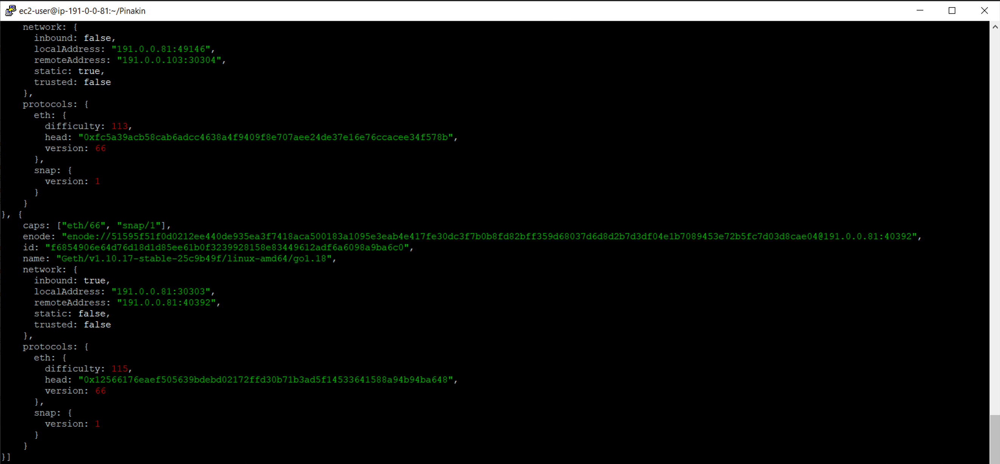 ec2-user@ip-191-0-0-81:~/Pinakin
network: {
inbound: false,
localAddress: "191.0.0.81:49146",
remoteAddress: "191.0.0.103:30304",
static: true,
trusted: false
},
protocols: {
eth: {
difficulty: 113,
head: "0xfc5a39acb58cab6adcc4638a4f9409f8e707aee24de37e16e76ccacee34f578b",
version: 66
},
snap: {
version: 1
}
}
}, {
caps: ["eth/66", "snap/1"],
enode: "enode://51595f51f0d0212ee440de935ea3f7418aca500183a1095e3eab4e417fe30dc3f7b0b8fd82bff359d68037d6d8d2b7d3df04e1b7089453e72b5fc7d03d8cae04@191.0.0.81:40392",
id: "f6854906e64d76d18d1d85ee61b0f3239928158e83449612adf6a6098a9ba6c0",
name: "Geth/v1.10.17-stable-25c9b49f/linux-amd64/go1.18",
network: {
inbound: true,
localAddress: "191.0.0.81:30303",
remoteAddress: "191.0.0.81:40392",
static: false,
trusted: false
},
protocols: {
eth: {
difficulty: 115,
head: "0x12566176eaef505639bdebd02172ffd30b71b3ad5f14533641588a94b94ba648",
version: 66
},
snap: {
version: 1
}
}
}]